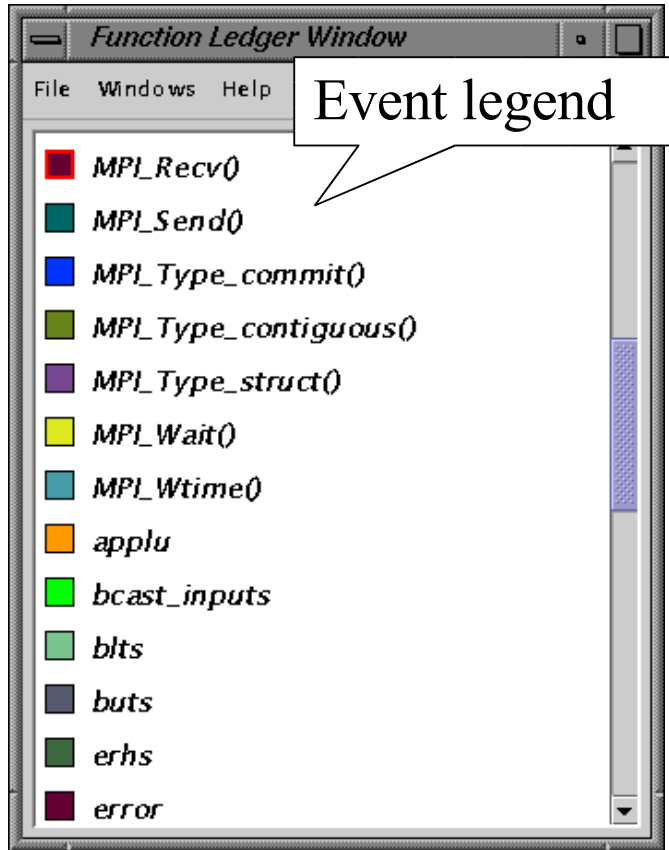 Function Ledger Window
File Windows Help
Event legend
MPI_Recv()
MPI_Send()
MPI_Type_commit()
MPI_Type_contiguous()
MPI_Type_struct()
MPI_Wait()
MPI_Wtime()
applu
bcast_inputs
blts
buts
erhs
error